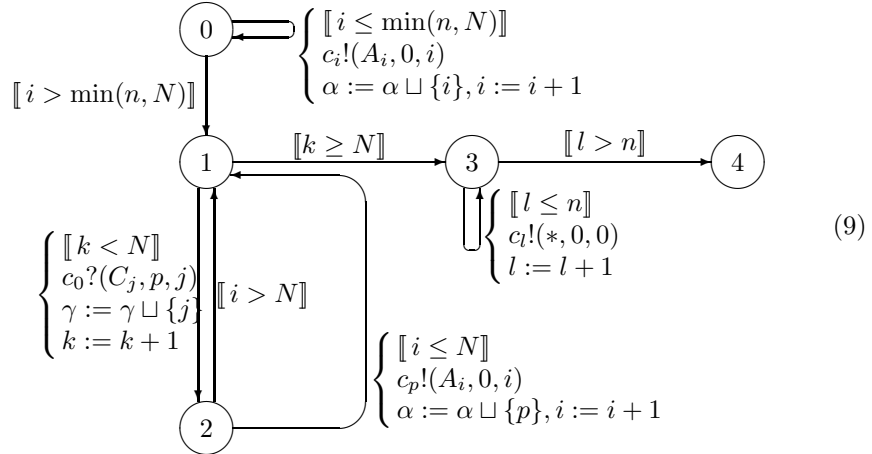 0
⟦ i ≤ min(n, N)⟧
c_i!(A_i, 0, i)
α := α ⊔ {i}, i := i + 1
⟦ i > min(n, N)⟧
1
⟦k ≥ N⟧
3
⟦l > n⟧
4
⟦l ≤ n⟧
c_l!(∗, 0, 0)
l := l + 1
(9)
⟦ k < N⟧
c_0?(C_j, p, j)
γ := γ ⊔ {j}
k := k + 1
⟦ i > N⟧
⟦ i ≤ N⟧
c_p!(A_i, 0, i)
α := α ⊔ {p}, i := i + 1
2